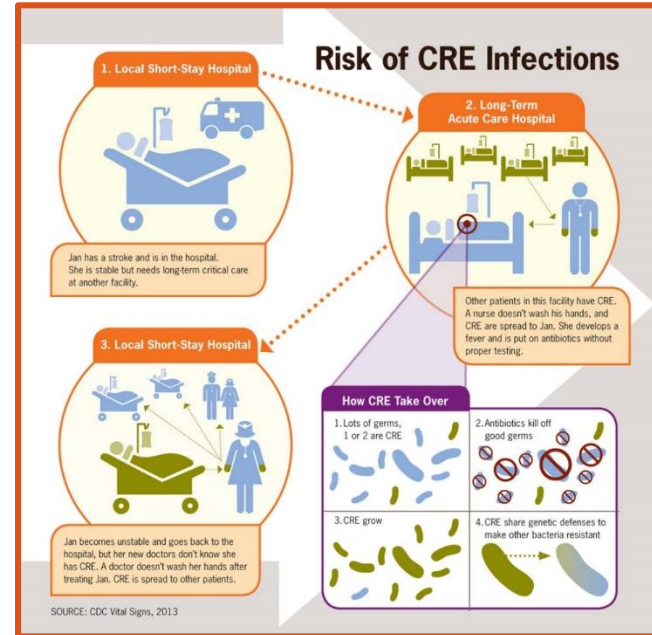 Risk of CRE Infections
1. Local Short-Stay Hospital
Jan has a stroke and is in the hospital.
She is stable but needs long-term critical care
at another facility.
2. Long-Term
Acute Care Hospital
Other patients in this facility have CRE.
A nurse doesn't wash his hands, and
CRE are spread to Jan. She develops a
fever and is put on antibiotics without
proper testing.
3. Local Short-Stay Hospital
Jan becomes unstable and goes back to the
hospital, but her new doctors don't know she
has CRE. A doctor doesn't wash her hands after
treating Jan. CRE is spread to other patients.
How CRE Take Over
1. Lots of germs,
1 or 2 are CRE
2. Antibiotics kill off
good germs
3. CRE grow
4. CRE share genetic defenses to
make other bacteria resistant
SOURCE: CDC Vital Signs, 2013